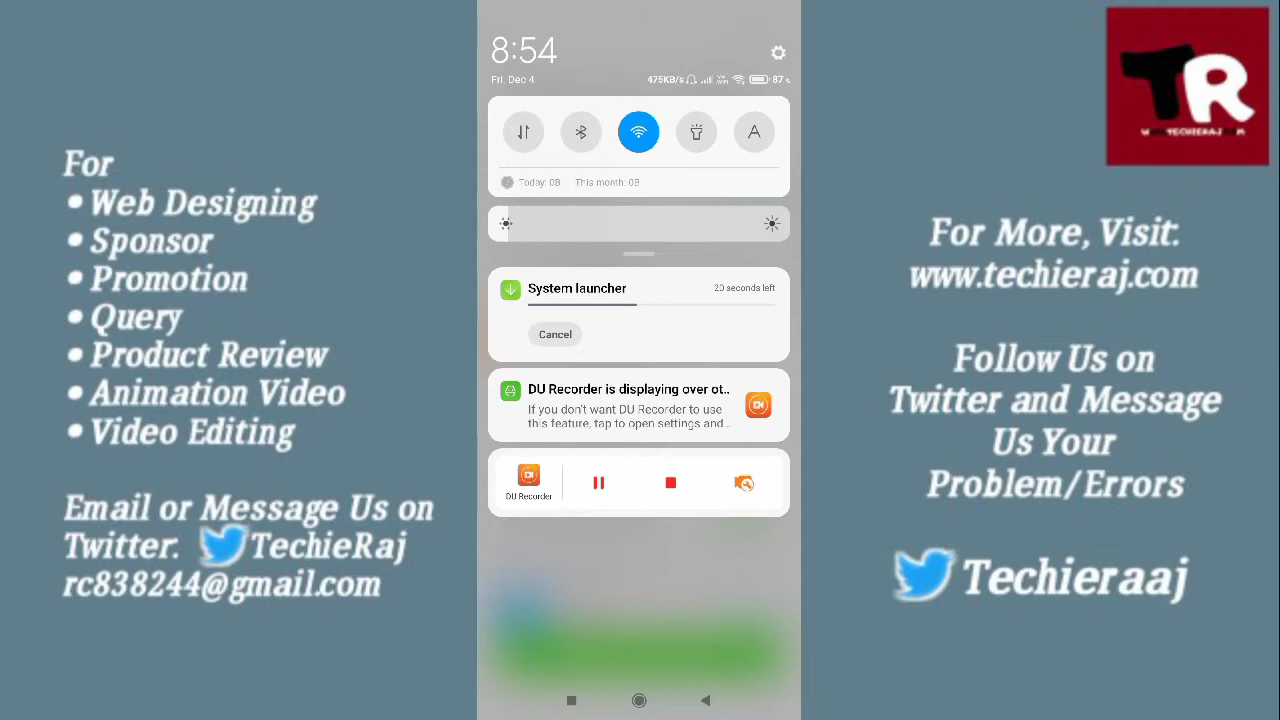 For
• Web Designing
• Sponsor
• Promotion
• Query
• Product Review
• Animation Video
• Video Editing
Email or Message Us on
Twitter. TechieRaj
rc838244@gmail.com
8:54
Fri, Dec 4
475KB/s
87
A
Today: 0B This month: 0B
System launcher
20 seconds left
Cancel
DU Recorder is displaying over ot..
If you don't want DU Recorder to use
this feature, tap to open settings and...
DU Recorder
TR
For More, Visit:
www.techieraj.com
Follow Us on
Twitter and Message
Us Your
Problem/Errors
Techieraaj